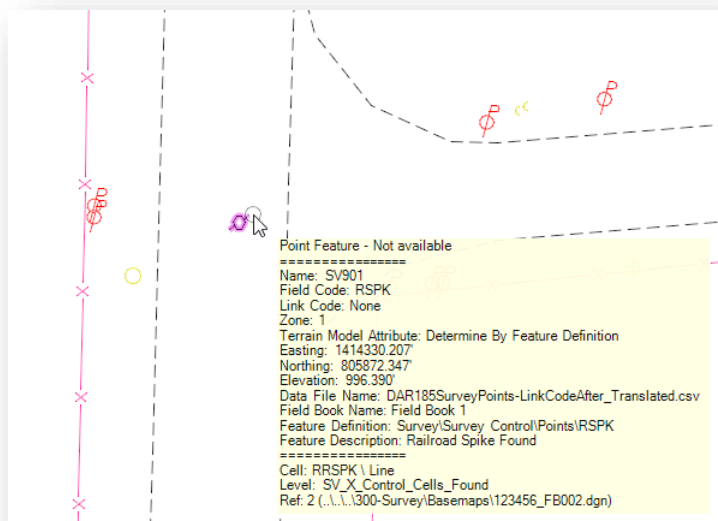 Point Feature - Not available
================
Name: SV901
Field Code: RSPK
Link Code: None
Zone: 1
Terrain Model Attribute: Determine By Feature Definition
Easting: 1414330.207'
Northing: 805872.347'
Elevation: 996.390'
Data File Name: DAR185SurveyPoints-LinkCodeAfter_Translated.csv
Field Book Name: Field Book 1
Feature Definition: Survey\Survey Control\Points\RSPK
Feature Description: Railroad Spike Found
================
Cell: RRSPK \ Line
Level: SV_X_Control_Cells_Found
Ref: 2 (..\..\..\300-Survey\Basemaps\123456_FB002.dgn)